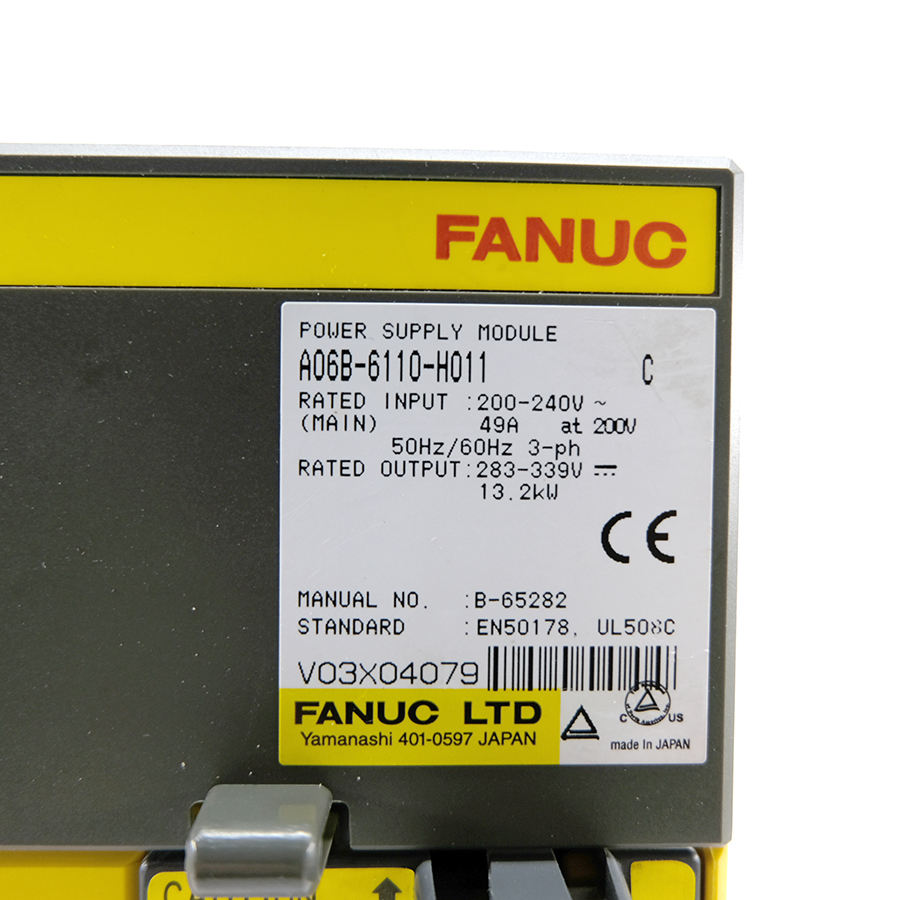 FANUC
POWER SUPPLY MODULE
A06B-6110-H011 C
RATED INPUT :200-240V ~
(MAIN) 49A at 200V
50Hz/60Hz 3-ph
RATED OUTPUT:283-339V ⎓
13.2kW
CE
MANUAL NO. :B-65282
STANDARD :EN50178, UL508C
V03X04079
FANUC LTD
Yamanashi 401-0597 JAPAN
C US
made In JAPAN